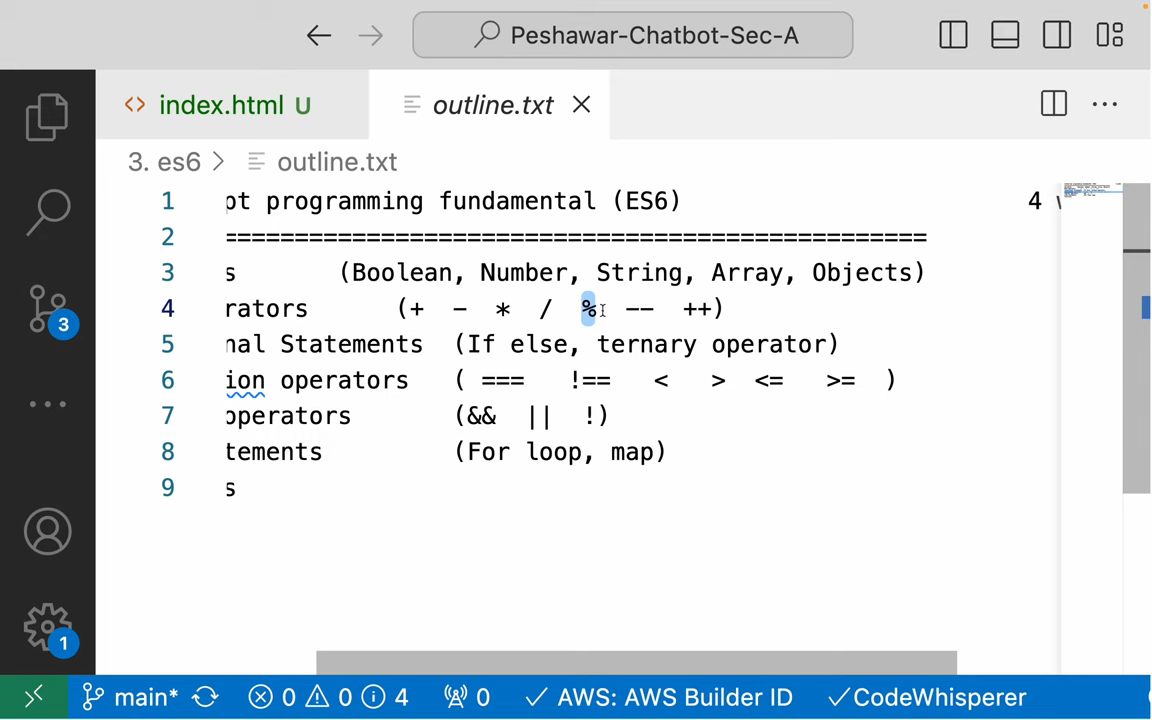 Peshawar-Chatbot-Sec-A
index.html U
outline.txt
3. es6 > outline.txt
1 pt programming fundamental (ES6) 4
2 =================================================
3 s (Boolean, Number, String, Array, Objects)
4 rators (+ - * / % -- ++)
5 nal Statements (If else, ternary operator)
6 ion operators ( === !== < > <= >= )
7 operators (&& || !)
8 tements (For loop, map)
9 s
3
1
main* 0 0 4 0 AWS: AWS Builder ID CodeWhisperer